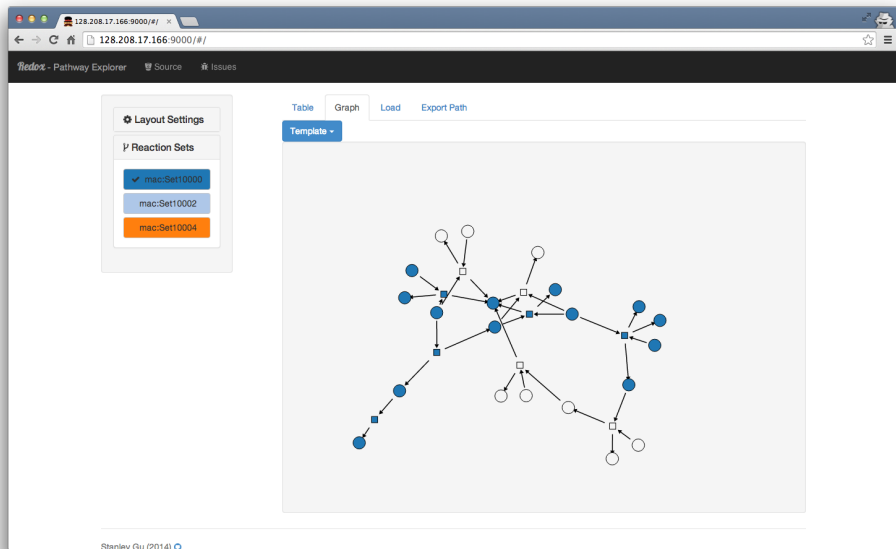 128.208.17.166:9000/#/
128.208.17.166:9000/#/
Redox - Pathway Explorer Source Issues
Layout Settings
Reaction Sets
mac:Set10000
mac:Set10002
mac:Set10004
Table Graph Load Export Path
Template
Stanley Gu (2014)